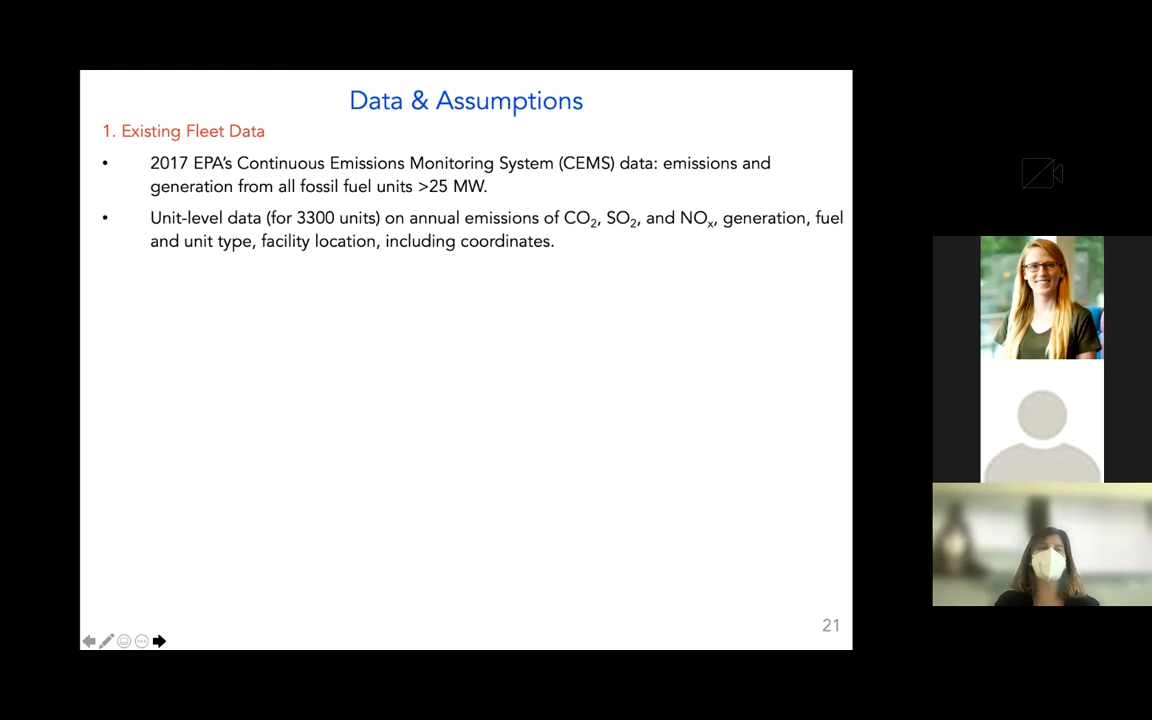 Data & Assumptions
1. Existing Fleet Data
• 2017 EPA’s Continuous Emissions Monitoring System (CEMS) data: emissions and
generation from all fossil fuel units >25 MW.
• Unit-level data (for 3300 units) on annual emissions of CO₂, SO₂, and NOₓ, generation, fuel
and unit type, facility location, including coordinates.
21